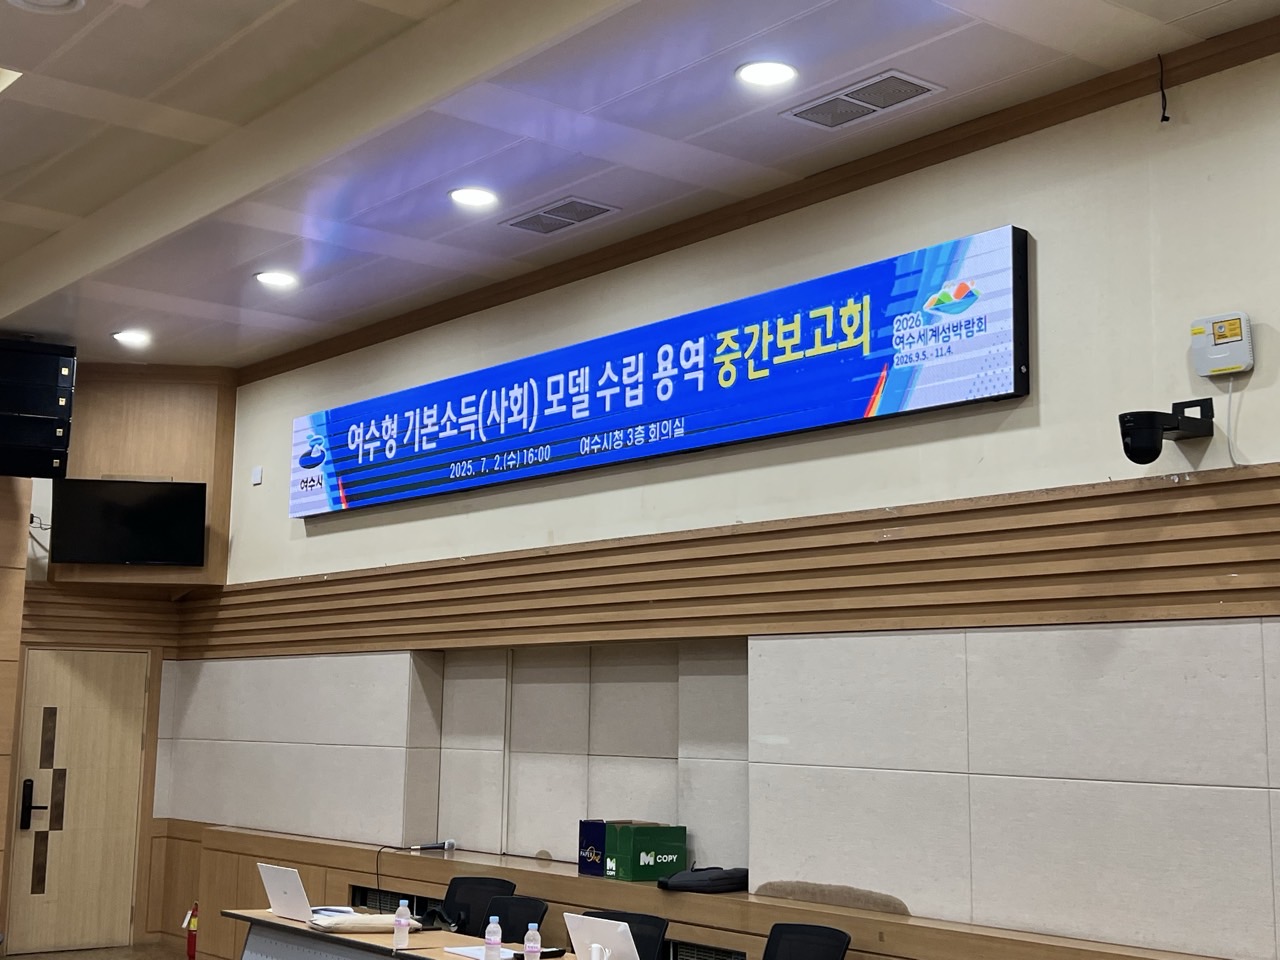 여수시
여수형 기본소득(사회) 모델 수립 용역 중간보고회
2025. 7. 2.(수) 16:00 여수시청 3층 회의실
2026
여수세계섬박람회
2026.9.5. - 11.4.
PAPER
M
COPY
M COPY